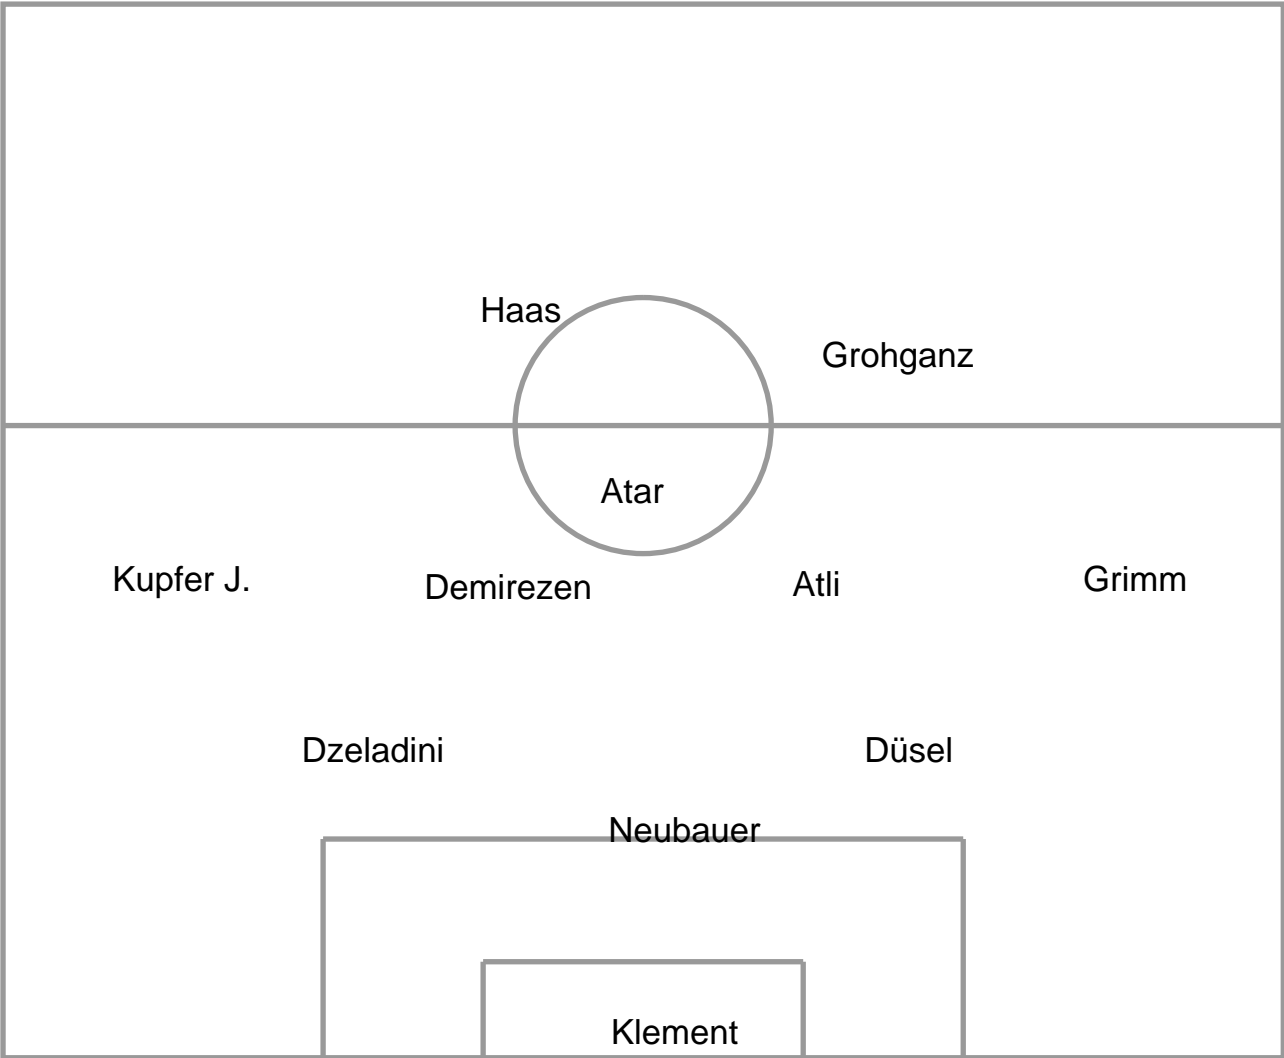 Haas
Grohganz
Atar
Kupfer J.
Demirezen
Atli
Grimm
Dzeladini
Düsel
Neubauer
Klement